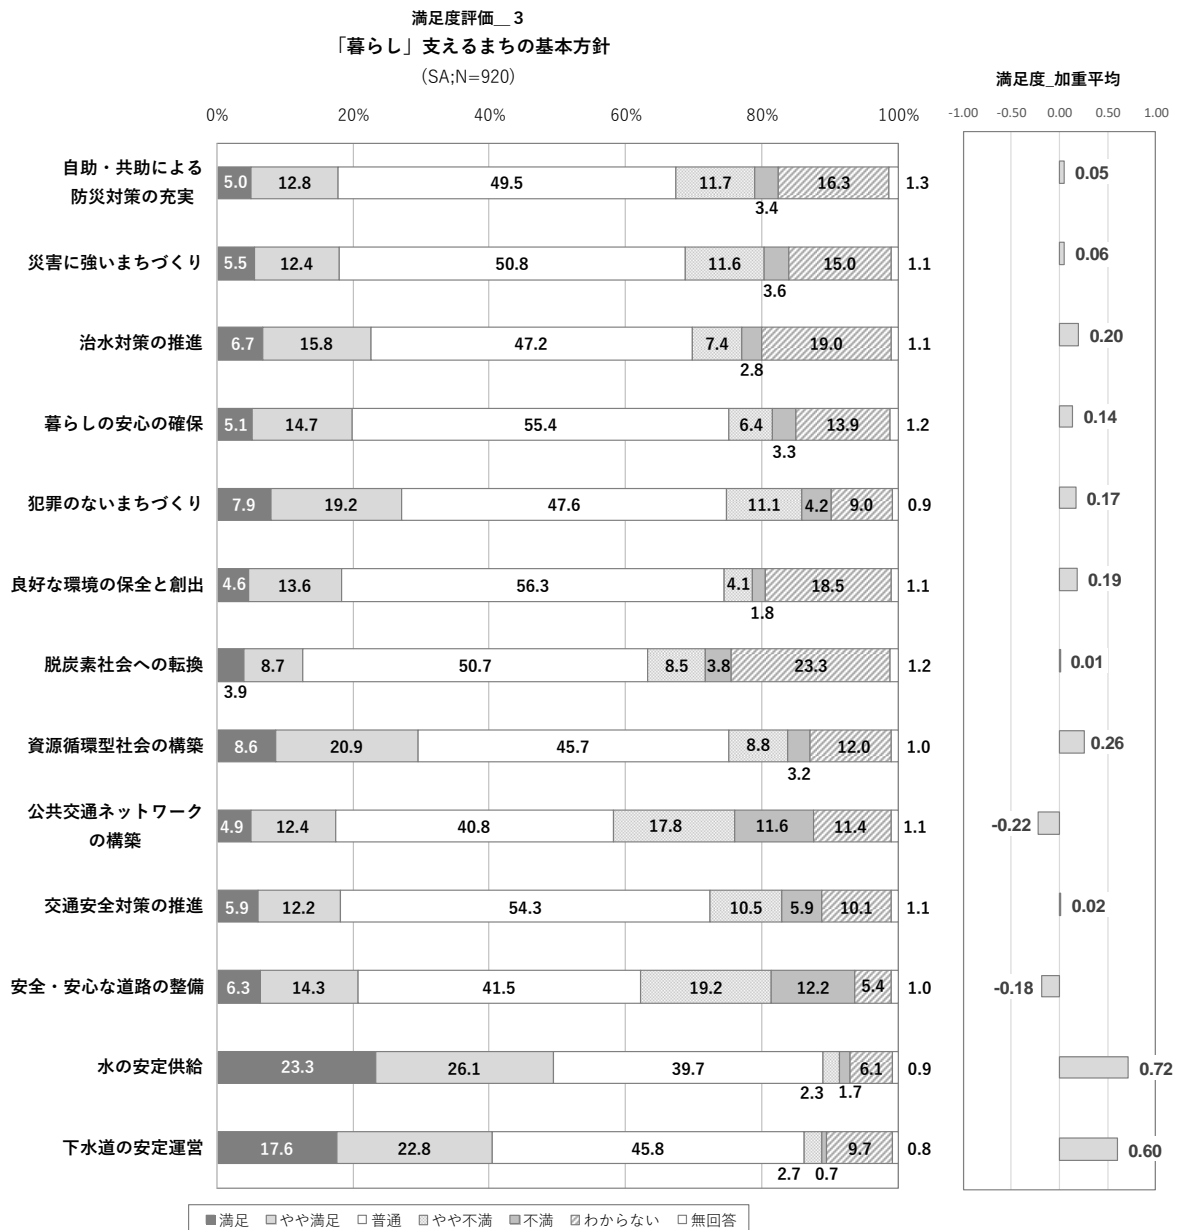 満足度評価__３
「暮らし」支えるまちの基本方針
(SA;N=920)
満足度_加重平均
0% 20% 40% 60% 80% 100%
-1.00 -0.50 0.00 0.50 1.00
自助・共助による
防災対策の充実
5.0 12.8 49.5 11.7 16.3 1.3
3.4
0.05
災害に強いまちづくり
5.5 12.4 50.8 11.6 15.0 1.1
3.6
0.06
治水対策の推進
6.7 15.8 47.2 7.4 19.0 1.1
2.8
0.20
暮らしの安心の確保
5.1 14.7 55.4 6.4 13.9 1.2
3.3
0.14
犯罪のないまちづくり
7.9 19.2 47.6 11.1 4.2 9.0 0.9
0.17
良好な環境の保全と創出
4.6 13.6 56.3 4.1 18.5 1.1
1.8
0.19
脱炭素社会への転換
8.7 50.7 8.5 3.8 23.3 1.2
3.9
0.01
資源循環型社会の構築
8.6 20.9 45.7 8.8 12.0 1.0
3.2
0.26
公共交通ネットワーク
の構築
4.9 12.4 40.8 17.8 11.6 11.4 1.1
-0.22
交通安全対策の推進
5.9 12.2 54.3 10.5 5.9 10.1 1.1
0.02
安全・安心な道路の整備
6.3 14.3 41.5 19.2 12.2 5.4 1.0
-0.18
水の安定供給
23.3 26.1 39.7 6.1 0.9
2.3 1.7
0.72
下水道の安定運営
17.6 22.8 45.8 9.7 0.8
2.7 0.7
0.60
満足 やや満足 普通 やや不満 不満 わからない 無回答